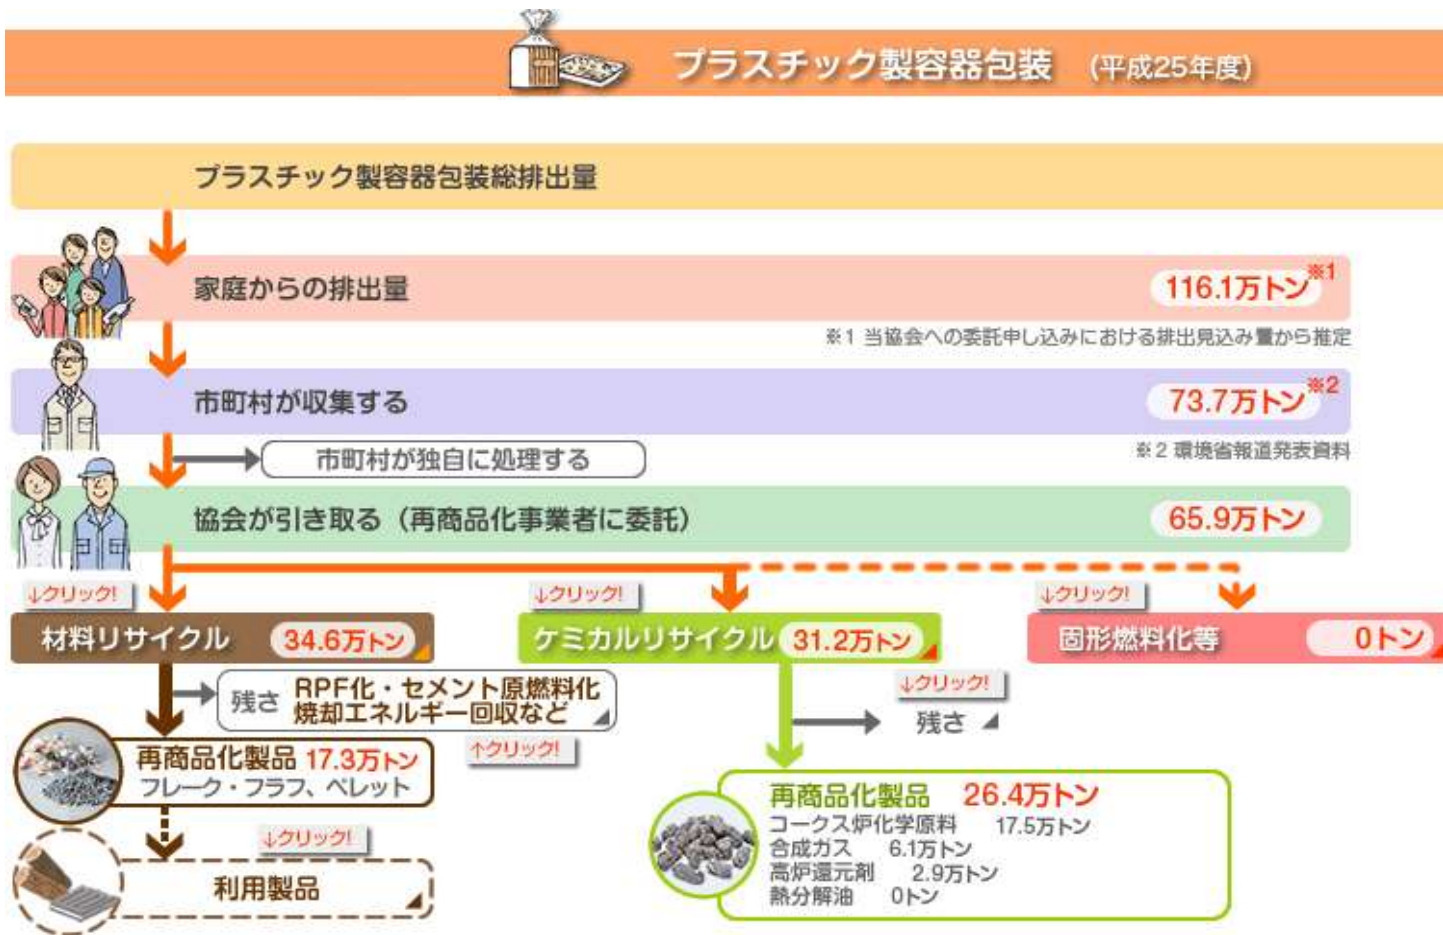 プラスチック製容器包装 (平成25年度)
プラスチック製容器包装総排出量
家庭からの排出量 116.1万トン※1
※1 当協会への委託申し込みにおける排出見込み量から推定
市町村が収集する 73.7万トン※2
※2 環境省報道発表資料
市町村が独自に処理する
協会が引き取る（再商品化事業者に委託） 65.9万トン
↓クリック! ↓クリック! ↓クリック!
材料リサイクル 34.6万トン
ケミカルリサイクル 31.2万トン
固形燃料化等 0トン
残さ RPF化・セメント原燃料化
焼却エネルギー回収など
↑クリック!
↓クリック!
残さ
再商品化製品 17.3万トン
フレーク・フラフ、ペレット
↓クリック!
利用製品
再商品化製品 26.4万トン
コークス炉化学原料 17.5万トン
合成ガス 6.1万トン
高炉還元剤 2.9万トン
熱分解油 0トン